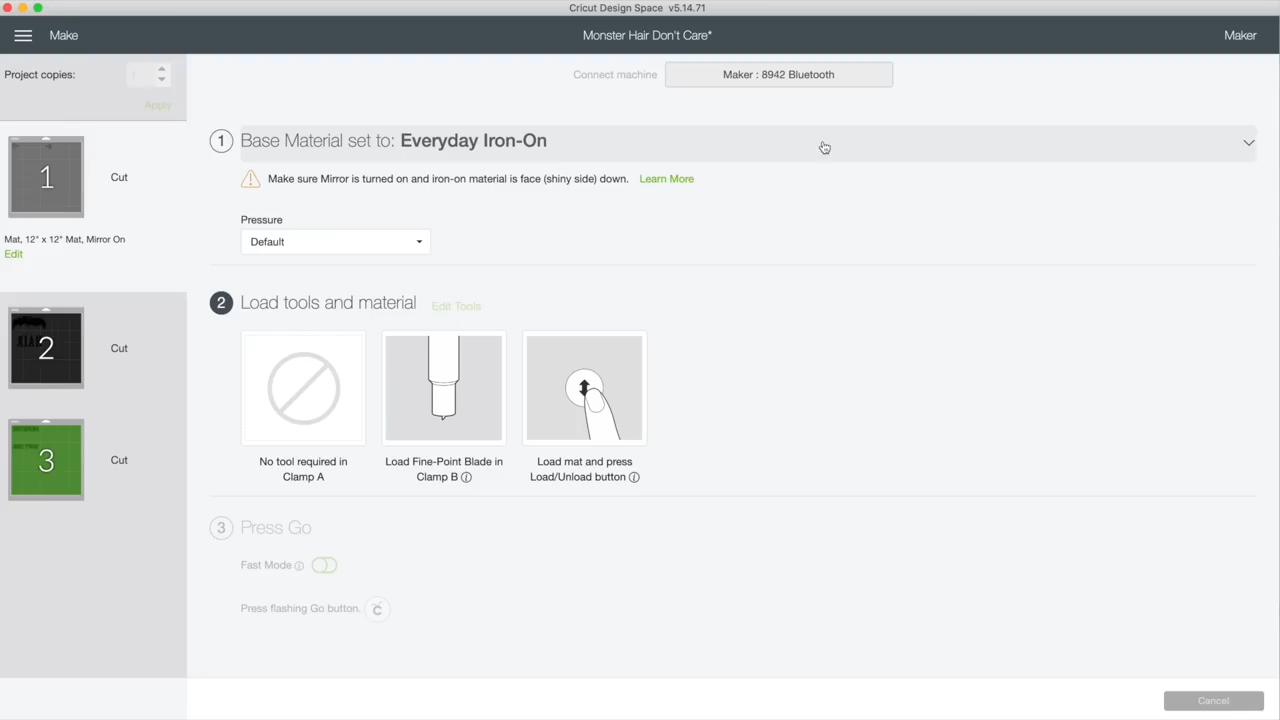 Cricut Design Space v5.14.71
Make
Monster Hair Don't Care*
Maker
Project copies:
Apply
Connect machine
Maker : 8942 Bluetooth
1 Base Material set to: Everyday Iron-On
Make sure Mirror is turned on and iron-on material is face (shiny side) down. Learn More
Pressure
Default
1
Cut
Mat, 12" x 12" Mat, Mirror On
Edit
2
Cut
3
Cut
2 Load tools and material Edit Tools
No tool required in
Clamp A
Load Fine-Point Blade in
Clamp B
Load mat and press
Load/Unload button
3 Press Go
Fast Mode
Press flashing Go button.
Cancel